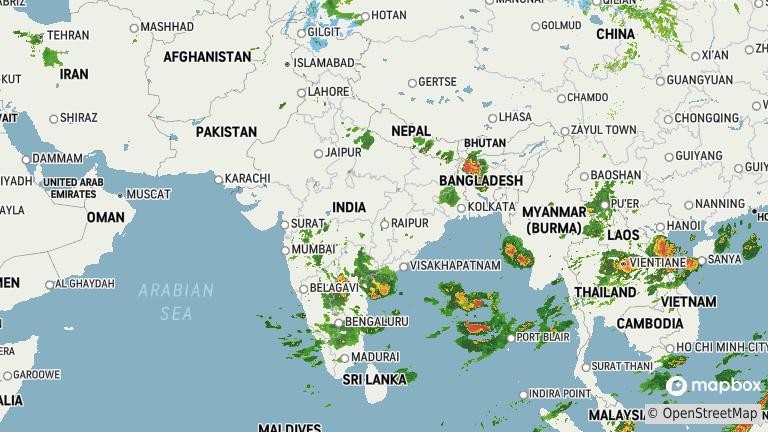 HOTAN
QILIAN
MASHHAD
GOLMUD
TEHRAN
GILGIT
CHINA
AFGHANISTAN
XI'AN
ISLAMABAD
IRAN
GERTSE
GUANGYUAN
LAHORE
CHAMDO
SHIRAZ
LHASA
CHONGQING
PAKISTAN
NEPAL
ZAYUL TOWN
BHUTAN
JAIPUR
GUIYANG
DAMMAM
BAOSHAN
UNITED ARAB
EMIRATES
KARACHI
BANGLADESH
MUSCAT
INDIA
KOLKATA
PU'ER
NANNING
OMAN
MYANMAR
(BURMA)
SURAT
RAIPUR
HANOI
LAOS
MUMBAI
VISAKHAPATNAM
VIENTIANE
SANYA
AL GHAYDAH
ARABIAN
SEA
BELAGAVI
THAILAND
VIETNAM
BENGALURU
CAMBODIA
PORT BLAIR
MADURAI
HO CHI MINH CITY
GAROOWE
SRI LANKA
SURAT THANI
mapbox
INDIRA POINT
MALDIVES
MALAYSI
© OpenStreetMap